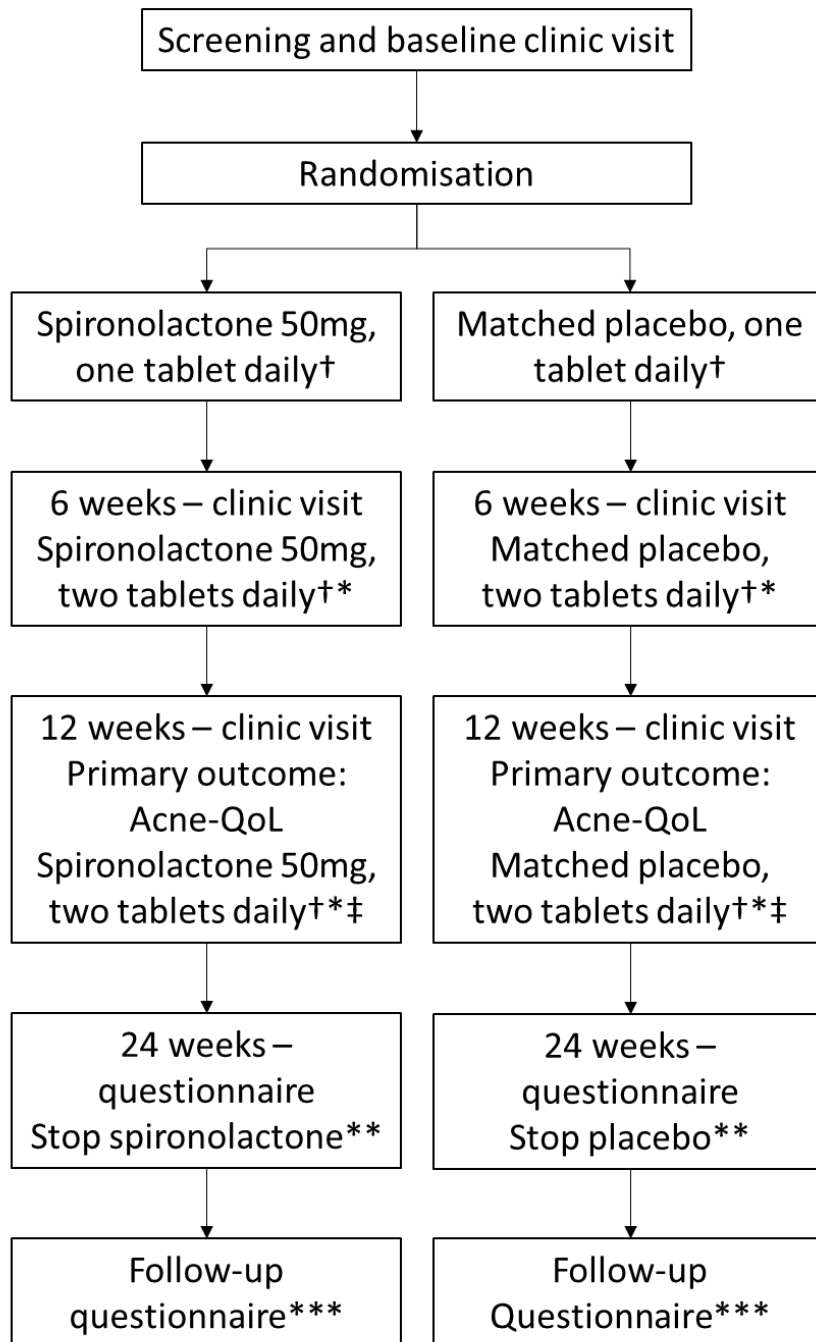 Screening and baseline clinic visit
Randomisation
Spironolactone 50mg,
one tablet daily†
Matched placebo, one
tablet daily†
6 weeks – clinic visit
Spironolactone 50mg,
two tablets daily†*
6 weeks – clinic visit
Matched placebo,
two tablets daily†*
12 weeks – clinic visit
Primary outcome:
Acne-QoL
Spironolactone 50mg,
two tablets daily†*‡
12 weeks – clinic visit
Primary outcome:
Acne-QoL
Matched placebo,
two tablets daily†*‡
24 weeks –
questionnaire
Stop spironolactone**
24 weeks –
questionnaire
Stop placebo**
Follow-up
questionnaire***
Follow-up
Questionnaire***